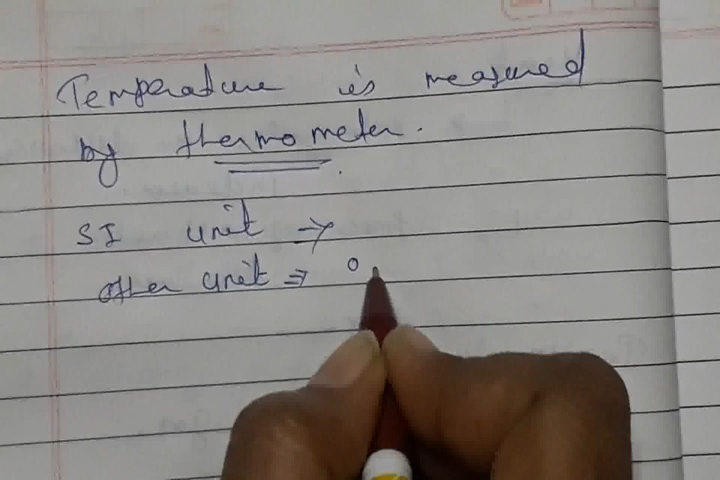 Temperature is measured
by thermometer.
SI unit →
other unit ⇒ °